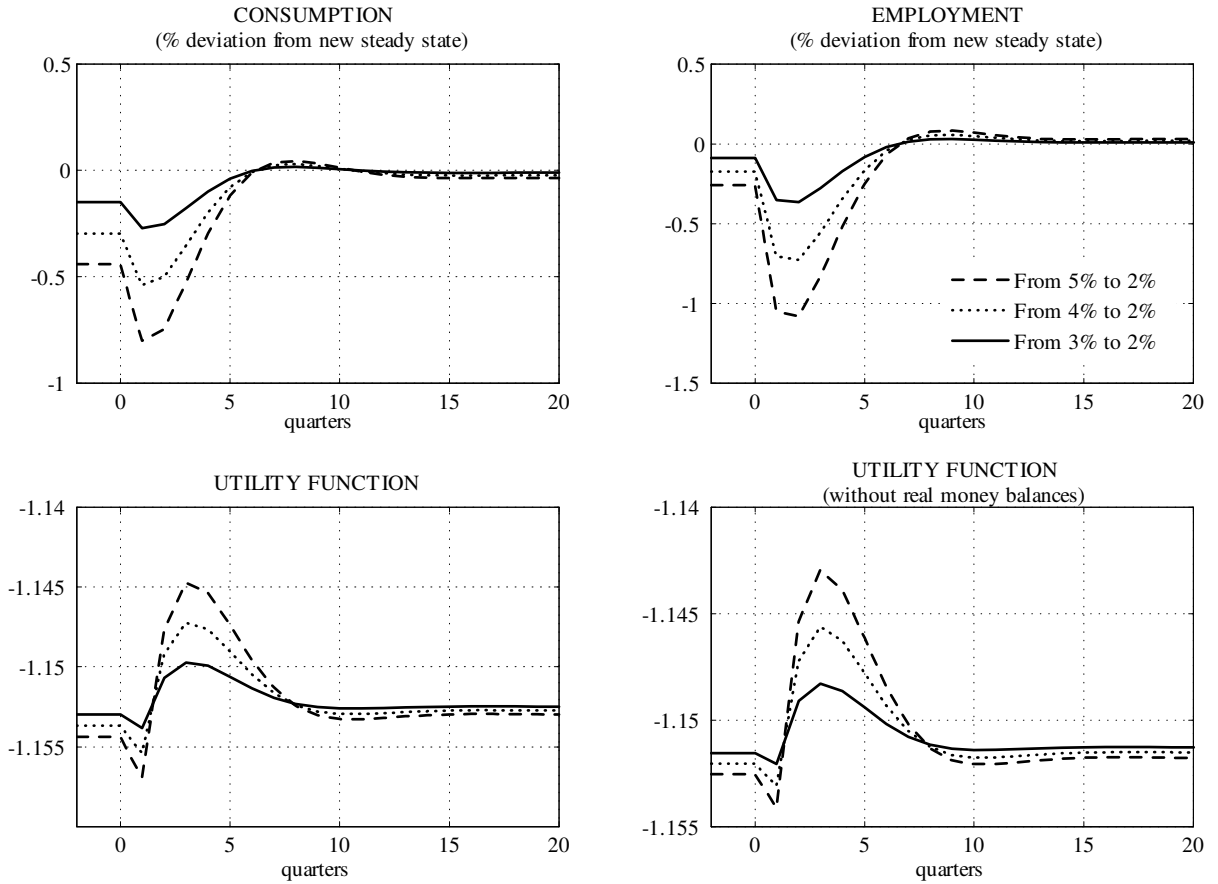 CONSUMPTION
(% deviation from new steady state)
0.5
0
-0.5
-1
0 5 10 15 20
quarters
EMPLOYMENT
(% deviation from new steady state)
0.5
0
-0.5
-1
-1.5
From 5% to 2%
From 4% to 2%
From 3% to 2%
0 5 10 15 20
quarters
UTILITY FUNCTION
-1.14
-1.145
-1.15
-1.155
0 5 10 15 20
quarters
UTILITY FUNCTION
(without real money balances)
-1.14
-1.145
-1.15
-1.155
0 5 10 15 20
quarters